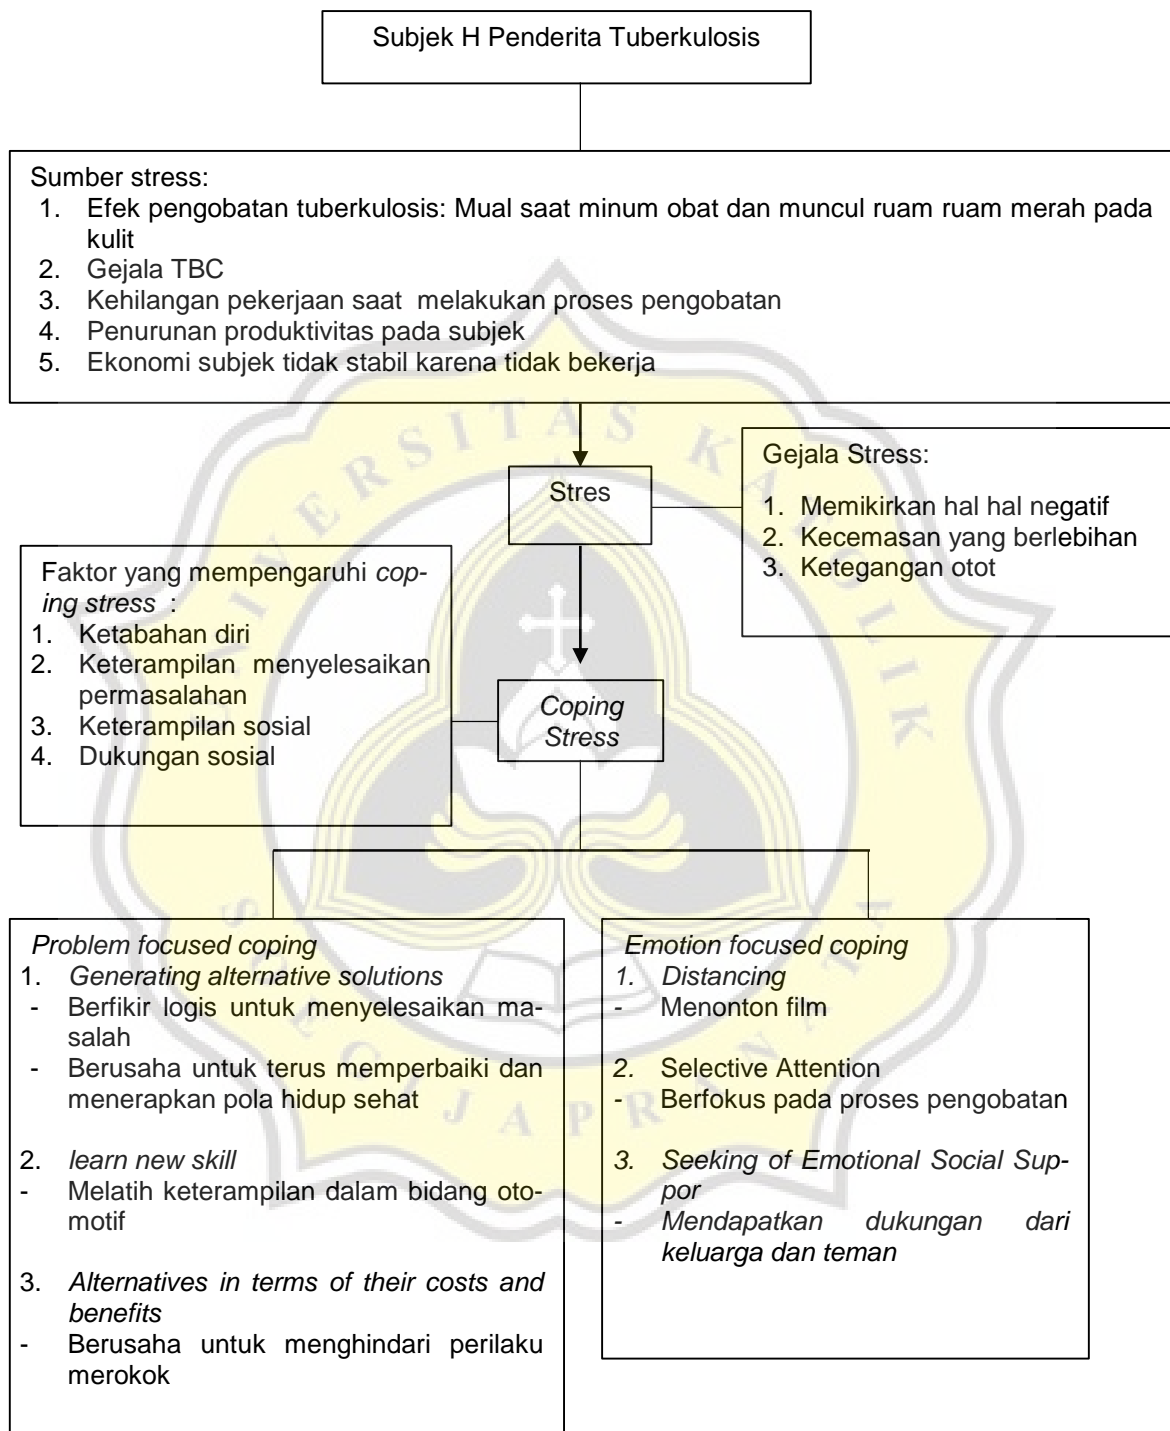 Subjek H Penderita Tuberkulosis
Sumber stress:
1. Efek pengobatan tuberkulosis: Mual saat minum obat dan muncul ruam ruam merah pada
kulit
2. Gejala TBC
3. Kehilangan pekerjaan saat melakukan proses pengobatan
4. Penurunan produktivitas pada subjek
5. Ekonomi subjek tidak stabil karena tidak bekerja
Stres
Gejala Stress:
1. Memikirkan hal hal negatif
2. Kecemasan yang berlebihan
3. Ketegangan otot
Faktor yang mempengaruhi cop-
ing stress :
1. Ketabahan diri
2. Keterampilan menyelesaikan
permasalahan
3. Keterampilan sosial
4. Dukungan sosial
Coping
Stress
Problem focused coping
1. Generating alternative solutions
- Berfikir logis untuk menyelesaikan ma-
salah
- Berusaha untuk terus memperbaiki dan
menerapkan pola hidup sehat
2. learn new skill
- Melatih keterampilan dalam bidang oto-
motif
3. Alternatives in terms of their costs and
benefits
- Berusaha untuk menghindari perilaku
merokok
Emotion focused coping
1. Distancing
- Menonton film
2. Selective Attention
- Berfokus pada proses pengobatan
3. Seeking of Emotional Social Sup-
por
- Mendapatkan dukungan dari
keluarga dan teman
UNIVERSITAS KATOLIK
SOEGIJAPRANATA